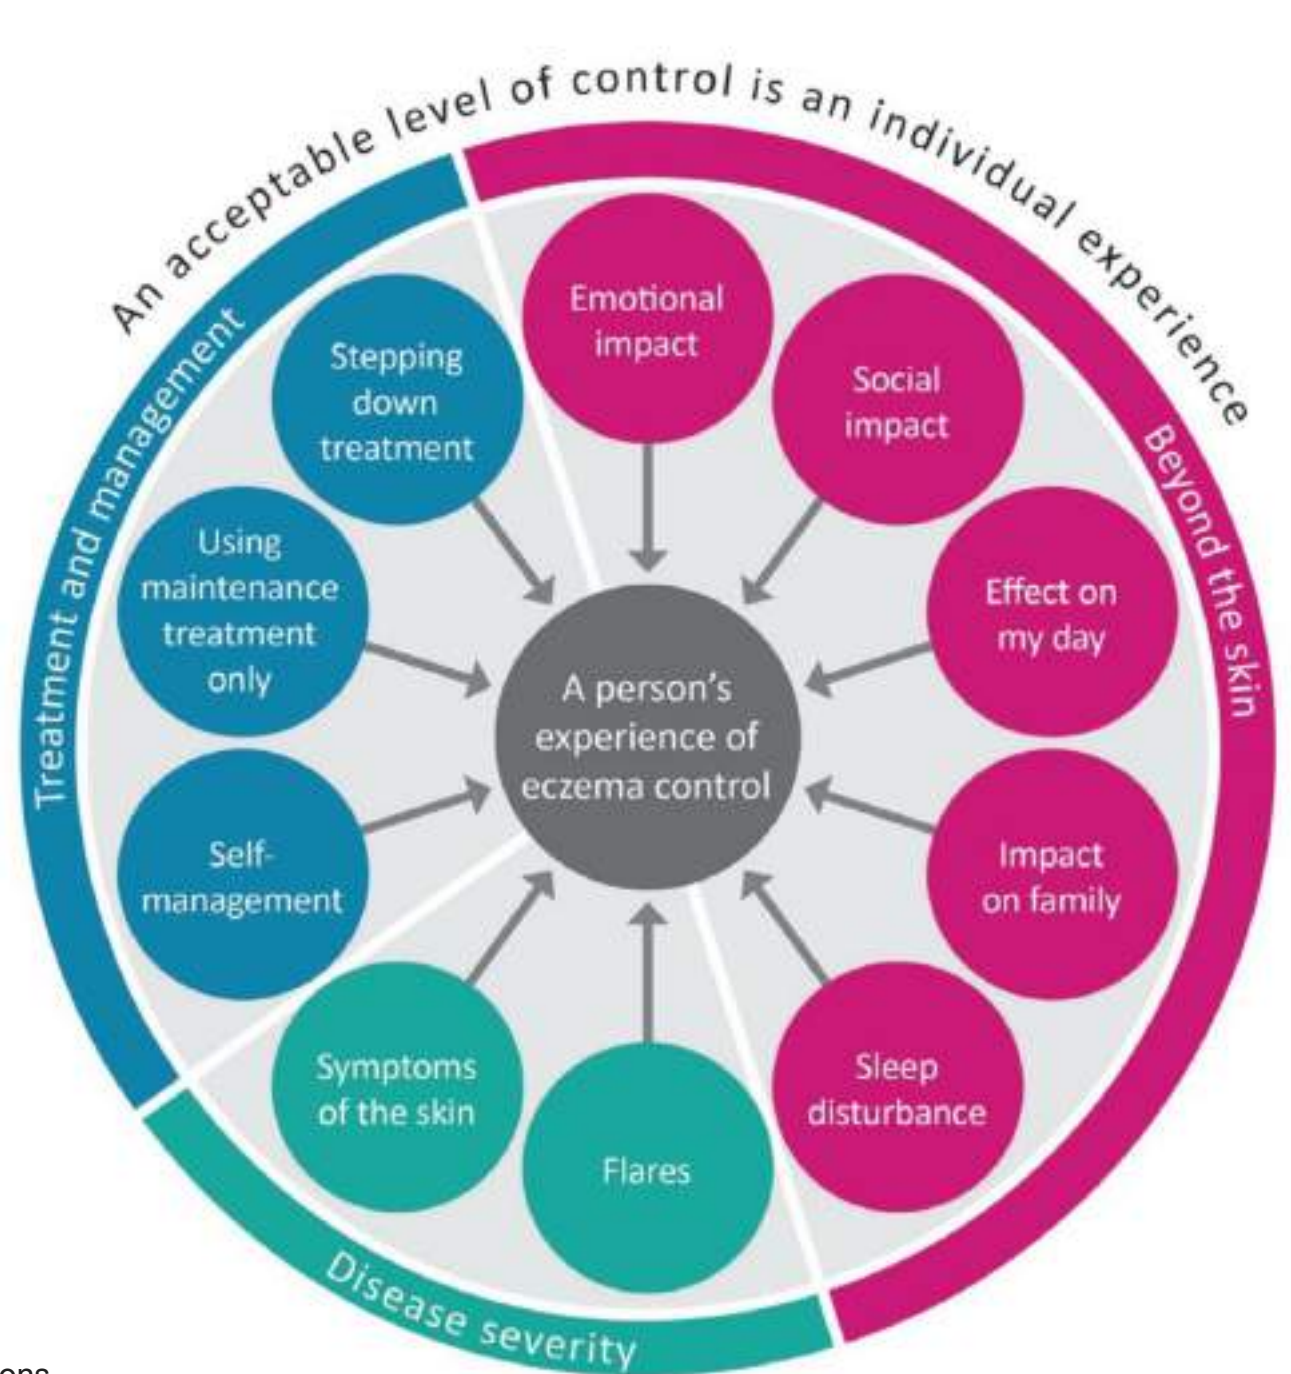 An acceptable level of control is an individual experience
Treatment and management
Beyond the skin
Disease severity
Emotional
impact
Social
impact
Effect on
my day
Impact
on family
Sleep
disturbance
Flares
Symptoms
of the skin
Self-
management
Using
maintenance
treatment
only
Stepping
down
treatment
A person's
experience of
eczema control